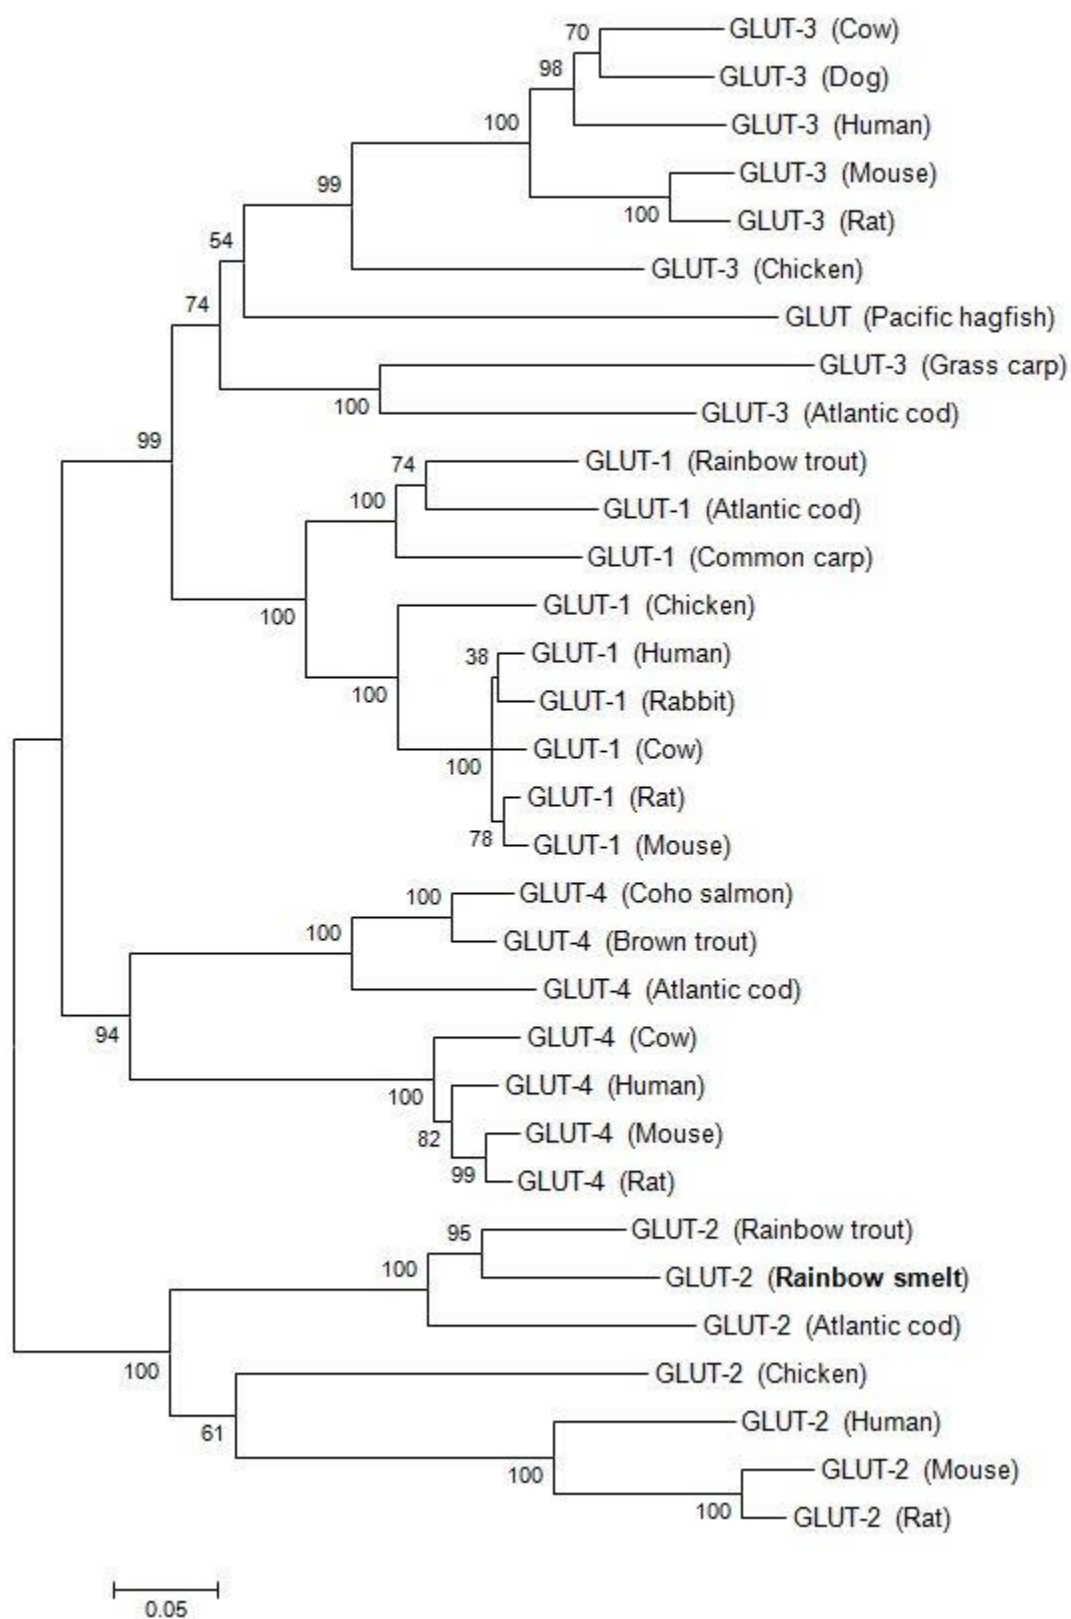 70
GLUT-3 (Cow)
98
GLUT-3 (Dog)
100
GLUT-3 (Human)
GLUT-3 (Mouse)
99
100
GLUT-3 (Rat)
54
GLUT-3 (Chicken)
74
GLUT (Pacific hagfish)
GLUT-3 (Grass carp)
100
GLUT-3 (Atlantic cod)
99
74
GLUT-1 (Rainbow trout)
100
GLUT-1 (Atlantic cod)
GLUT-1 (Common carp)
100
GLUT-1 (Chicken)
38
GLUT-1 (Human)
100
GLUT-1 (Rabbit)
GLUT-1 (Cow)
100
GLUT-1 (Rat)
78
GLUT-1 (Mouse)
100
GLUT-4 (Coho salmon)
100
GLUT-4 (Brown trout)
GLUT-4 (Atlantic cod)
94
GLUT-4 (Cow)
100
GLUT-4 (Human)
82
GLUT-4 (Mouse)
99
GLUT-4 (Rat)
95
GLUT-2 (Rainbow trout)
100
GLUT-2 (Rainbow smelt)
GLUT-2 (Atlantic cod)
100
GLUT-2 (Chicken)
61
GLUT-2 (Human)
100
GLUT-2 (Mouse)
100
GLUT-2 (Rat)
0.05